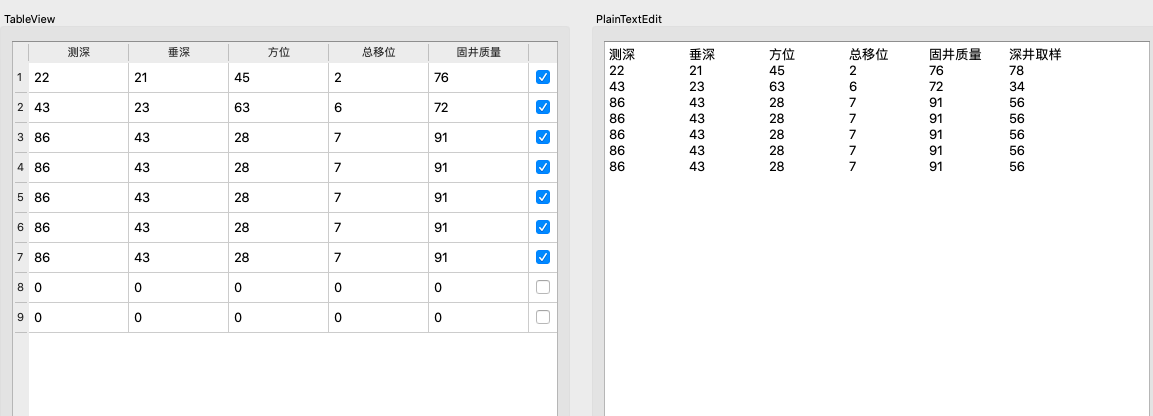 TableView
测深 垂深 方位 总移位 固井质量
1 22 21 45 2 76
2 43 23 63 6 72
3 86 43 28 7 91
4 86 43 28 7 91
5 86 43 28 7 91
6 86 43 28 7 91
7 86 43 28 7 91
8 0 0 0 0 0
9 0 0 0 0 0
PlainTextEdit
测深 垂深 方位 总移位 固井质量 深井取样
22 21 45 2 76 78
43 23 63 6 72 34
86 43 28 7 91 56
86 43 28 7 91 56
86 43 28 7 91 56
86 43 28 7 91 56
86 43 28 7 91 56